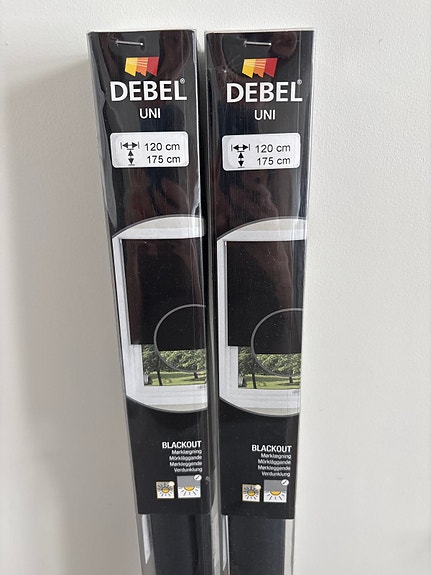 DEBEL®
UNI
120 cm
175 cm
BLACKOUT
Mørklægning
Mörkläggande
Mørkleggende
Verdunklung
DEBEL®
UNI
120 cm
175 cm
BLACKOUT
Mørklægning
Mörkläggande
Mørkleggende
Verdunklung